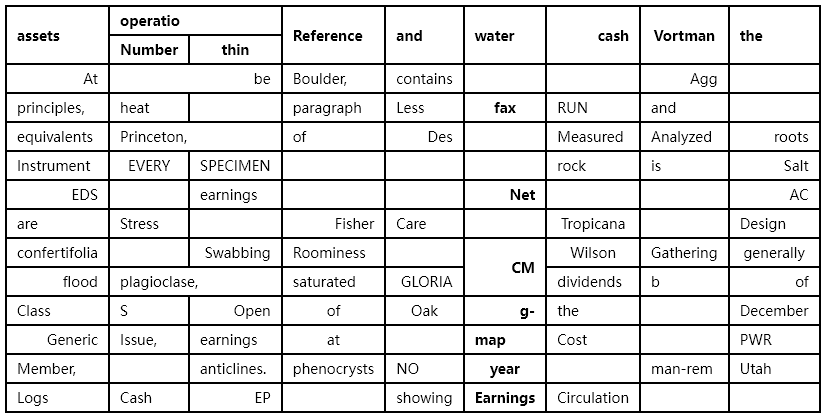 assets operatio Reference and water cash Vortman the
Number thin
At be Boulder, contains Agg
principles, heat paragraph Less fax RUN and
equivalents Princeton, of Des Measured Analyzed roots
Instrument EVERY SPECIMEN rock is Salt
EDS earnings Net AC
are Stress Fisher Care Tropicana Design
confertifolia Swabbing Roominess CM Wilson Gathering generally
flood plagioclase, saturated GLORIA dividends b of
Class S Open of Oak g- the December
Generic Issue, earnings at map Cost PWR
Member, anticlines. phenocrysts NO year man-rem Utah
Logs Cash EP showing Earnings Circulation